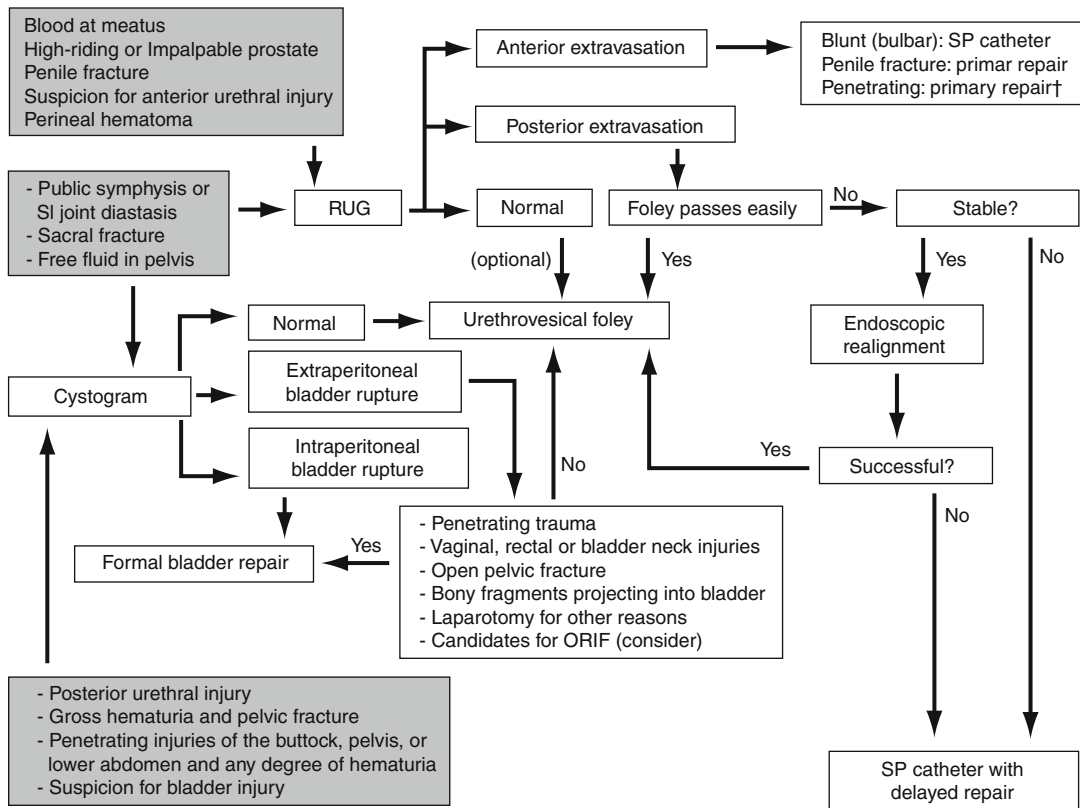 Blood at meatus
High-riding or Impalpable prostate
Penile fracture
Suspicion for anterior urethral injury
Perineal hematoma
Anterior extravasation
Blunt (bulbar): SP catheter
Penile fracture: primar repair
Penetrating: primary repair†
Posterior extravasation
- Public symphysis or
SI joint diastasis
- Sacral fracture
- Free fluid in pelvis
RUG
Normal
Foley passes easily
No
Stable?
(optional)
Yes
Yes
No
Normal
Urethrovesical foley
Endoscopic
realignment
Extraperitoneal
bladder rupture
Cystogram
Intraperitoneal
bladder rupture
No
Yes
Successful?
No
Formal bladder repair
Yes
- Penetrating trauma
- Vaginal, rectal or bladder neck injuries
- Open pelvic fracture
- Bony fragments projecting into bladder
- Laparotomy for other reasons
- Candidates for ORIF (consider)
- Posterior urethral injury
- Gross hematuria and pelvic fracture
- Penetrating injuries of the buttock, pelvis, or
lower abdomen and any degree of hematuria
- Suspicion for bladder injury
SP catheter with
delayed repair